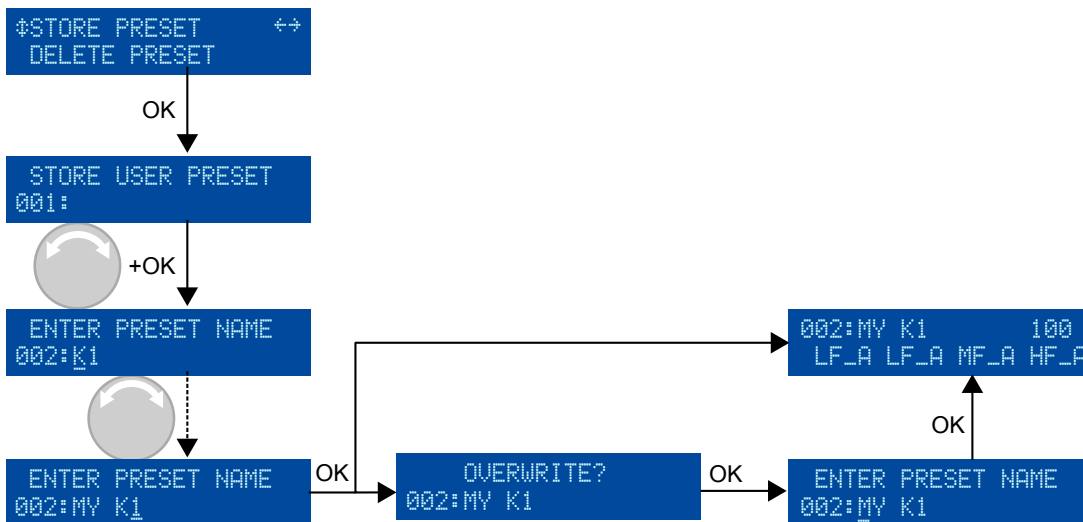 STORE PRESET
DELETE PRESET
OK
STORE USER PRESET
001:
+OK
ENTER PRESET NAME
002:K1
ENTER PRESET NAME
002:MY K1
OK
OVERWRITE?
002:MY K1
OK
ENTER PRESET NAME
002:MY K1
OK
002:MY K1 100
LF_A LF_A MF_A HF_A